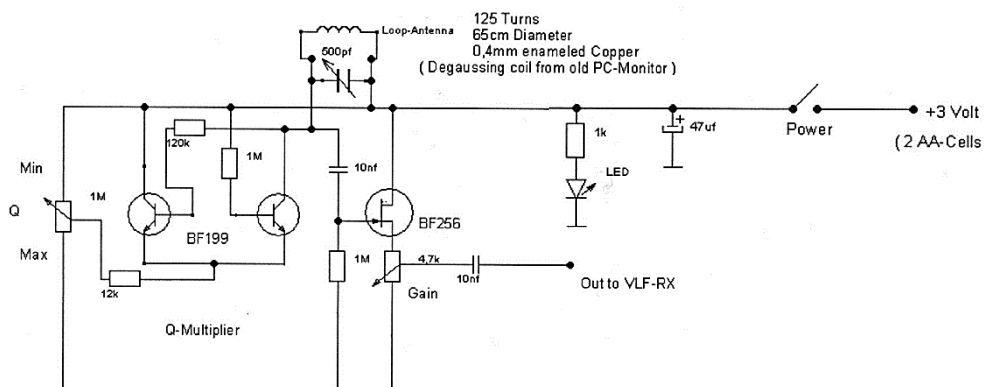 125 Turns
Loop-Antenna
65cm Diameter
500pf
0,4mm enameled Copper
( Degaussing coil from old PC-Monitor )
+3 Volt
47uf
1k
Power
120k
( 2 AA-Cells
1M
10nf
Min
LED
1M
Q
BF256
BF199
Max
1M
4,7k
10nf
Out to VLF-RX
12k
Gain
Q-Multiplier